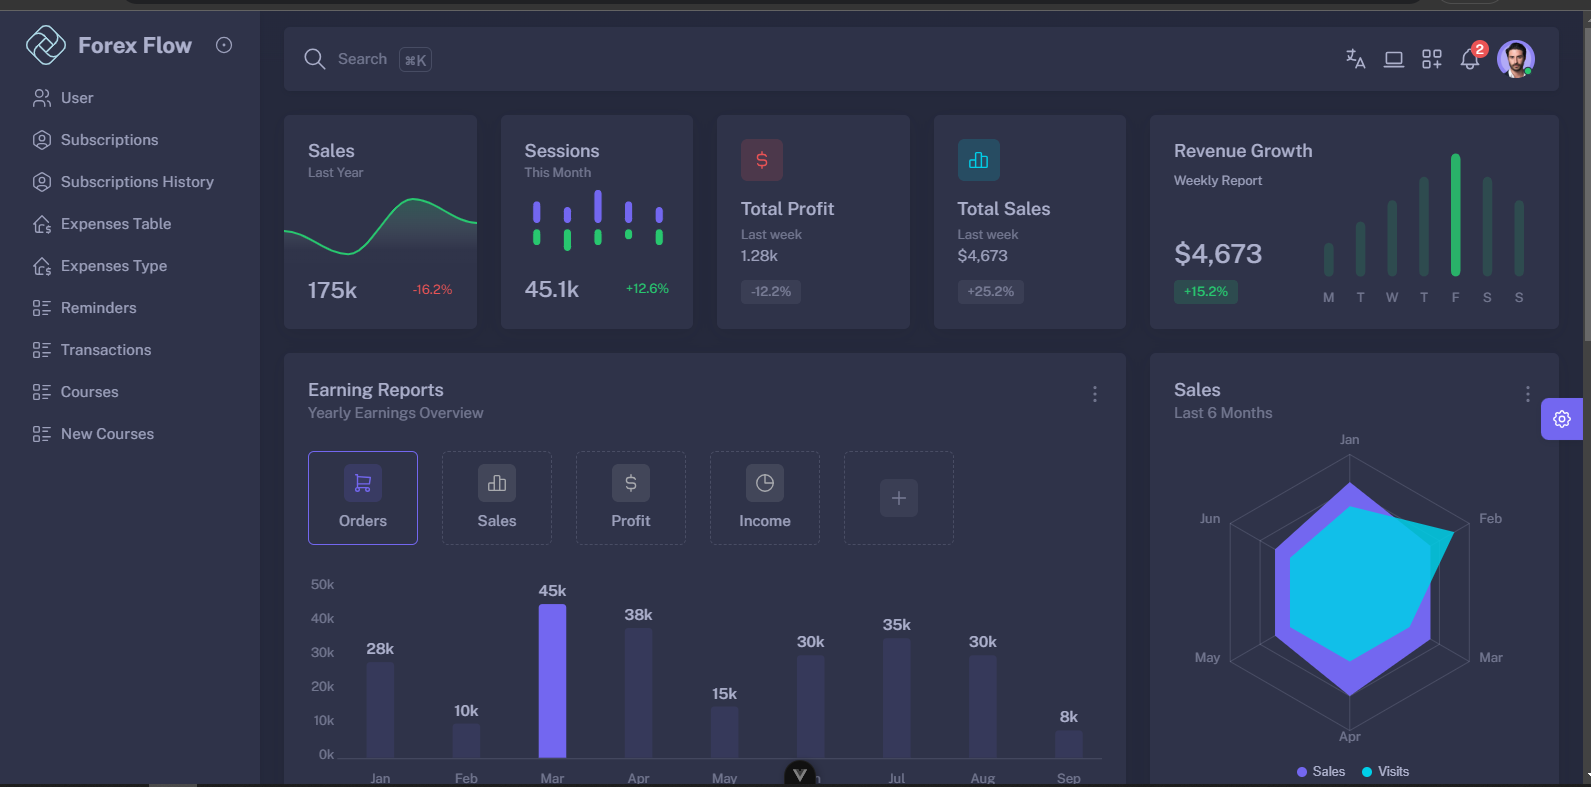 Forex Flow
User
Subscriptions
Subscriptions History
Expenses Table
Expenses Type
Reminders
Transactions
Courses
New Courses
Search ⌘K
2
Sales
Last Year
175k -16.2%
Sessions
This Month
45.1k +12.6%
Total Profit
Last week
1.28k
-12.2%
Total Sales
Last week
$4,673
+25.2%
Revenue Growth
Weekly Report
$4,673
+15.2%
M T W T F S S
Earning Reports
Yearly Earnings Overview
Orders Sales Profit Income
50k
40k
30k
20k
10k
0k
28k 10k 45k 38k 15k 30k 35k 30k 8k
Jan Feb Mar Apr May Jul Aug Sep
Sales
Last 6 Months
Jan
Jun Feb
May Mar
Apr
Sales Visits